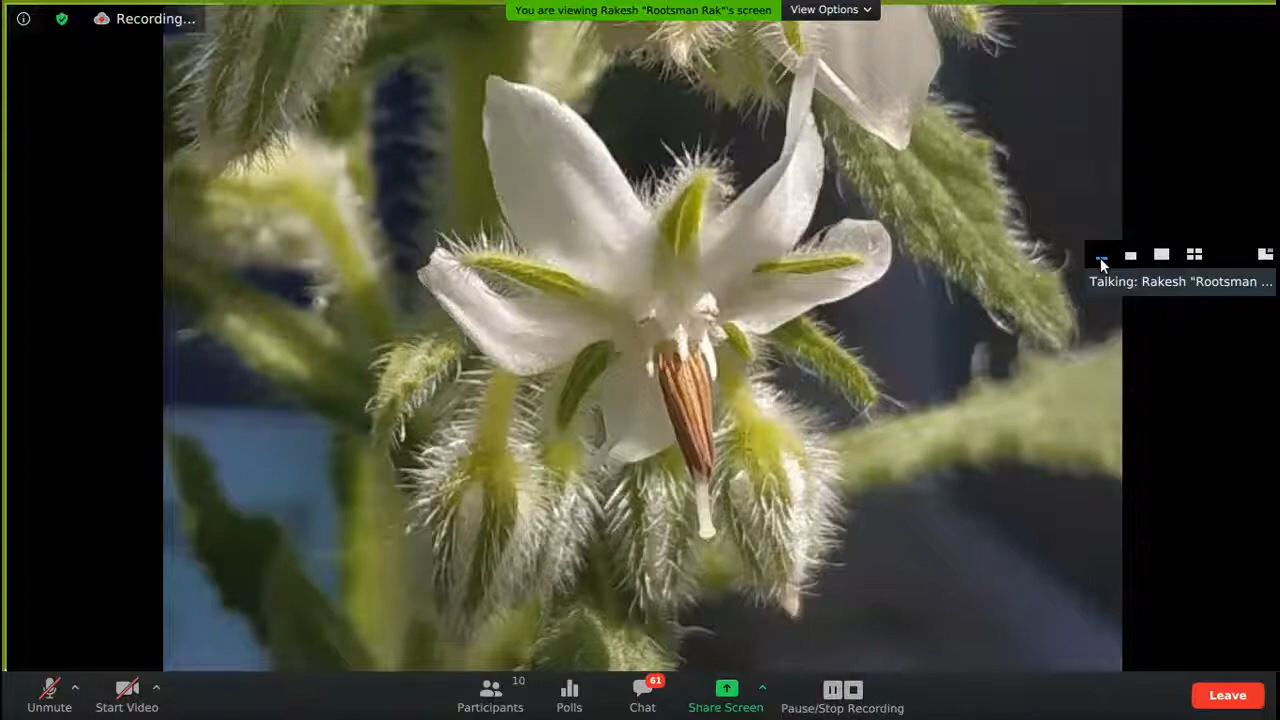 Recording...
You are viewing Rakesh "Rootsman Rak"'s screen
View Options
Talking: Rakesh "Rootsman ...
Unmute
Start Video
Participants
10
Polls
Chat
61
Share Screen
Pause/Stop Recording
Leave